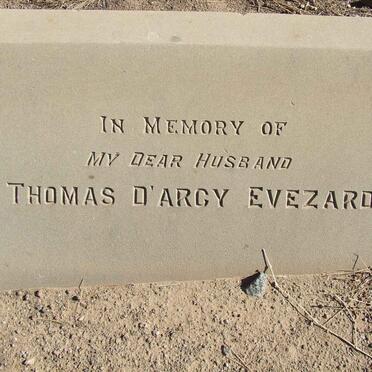 IN MEMORY OF
MY DEAR HUSBAND
THOMAS D'ARCY EVEZARD